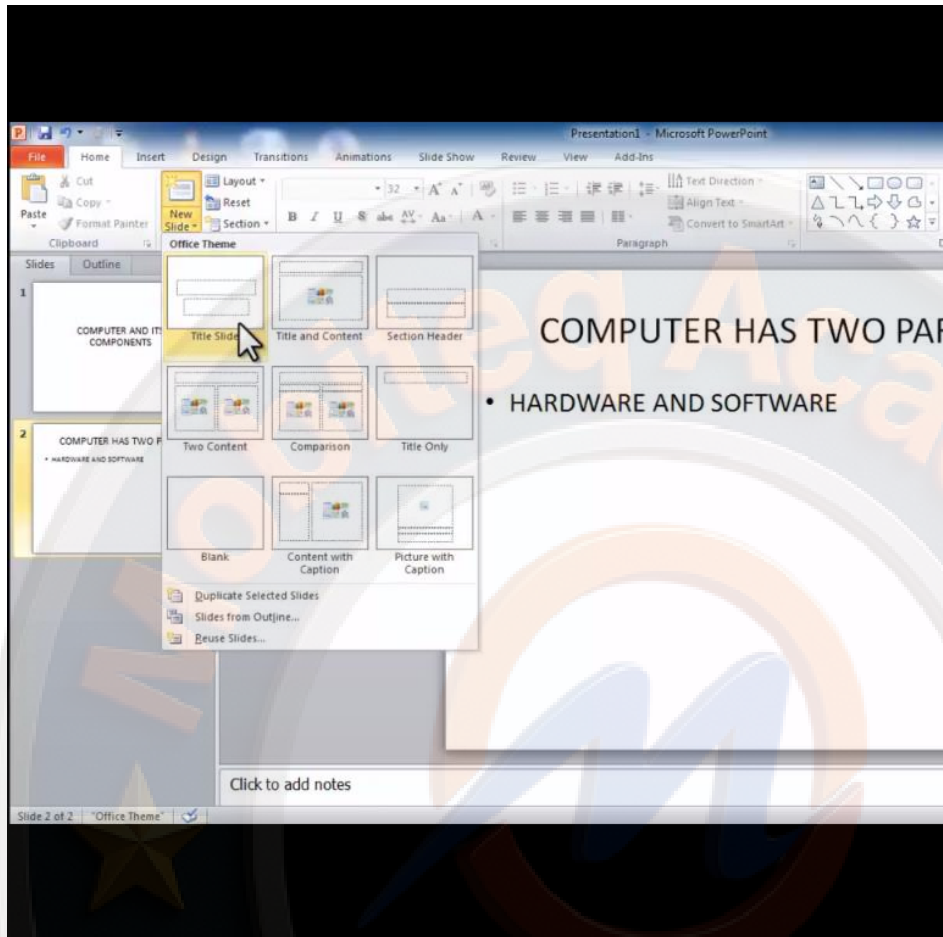 Presentation1 - Microsoft PowerPoint
File Home Insert Design Transitions Animations Slide Show Review View Add-Ins
Paste
Cut
Copy
Format Painter
Clipboard
New Slide
Layout
Reset
Section
32
Paragraph
Text Direction
Align Text
Convert to SmartArt
Slides Outline
Office Theme
Title Slide
Title and Content
Section Header
Two Content
Comparison
Title Only
Blank
Content with Caption
Picture with Caption
Duplicate Selected Slides
Slides from Outline...
Reuse Slides...
1
COMPUTER AND ITS
COMPONENTS
2
COMPUTER HAS TWO P
• HARDWARE AND SOFTWARE
COMPUTER HAS TWO PAR
• HARDWARE AND SOFTWARE
Click to add notes
Slide 2 of 2 "Office Theme"
Mobiteq Aca